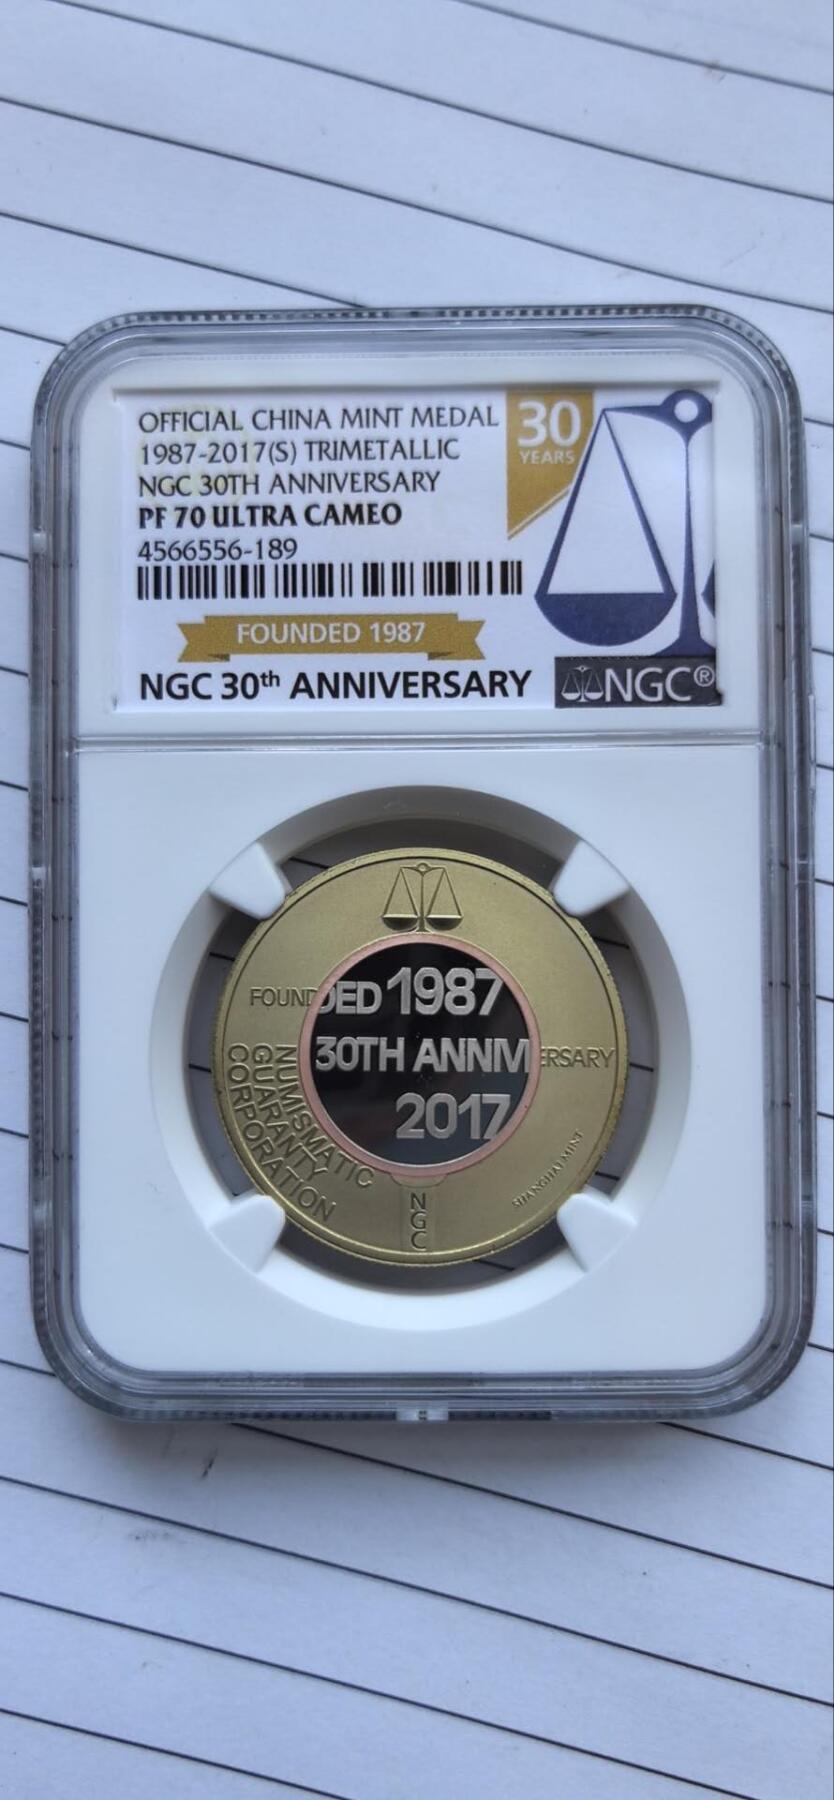 OFFICIAL CHINA MINT MEDAL
1987-2017(S) TRIMETALLIC
NGC 30TH ANNIVERSARY
PF 70 ULTRA CAMEO
4566556-189
30
YEARS
FOUNDED 1987
NGC 30th ANNIVERSARY
NGC®
FOUNDED 1987
30TH ANNIVERSARY
2017
NUMISMATIC
GUARANTY
CORPORATION
NGC
SHANGHAI MINT